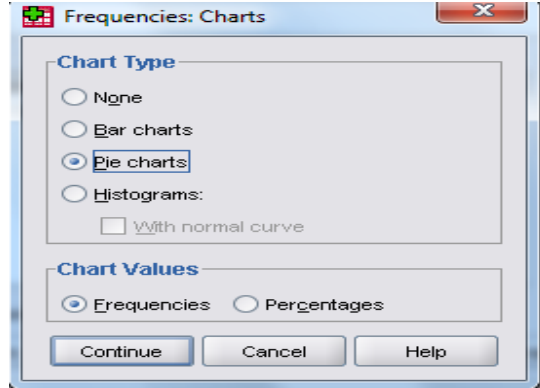 Frequencies: Charts
Chart Type
None
Bar charts
Pie charts
Histograms:
With normal curve
Chart Values
Frequencies Percentages
Continue Cancel Help